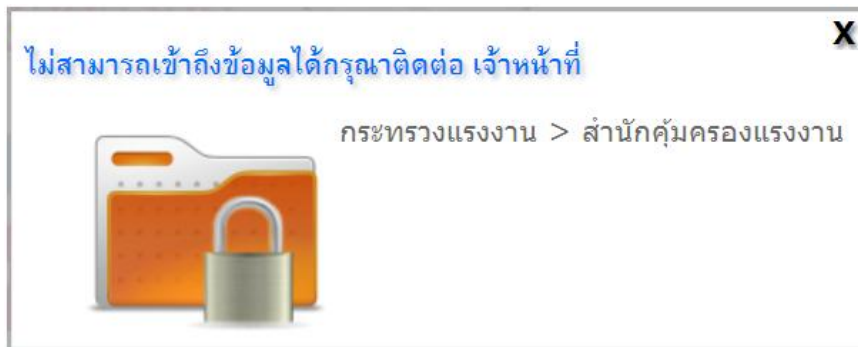 X
ไม่สามารถเข้าถึงข้อมูลได้กรุณาติดต่อ เจ้าหน้าที่
กระทรวงแรงงาน > สำนักคุ้มครองแรงงาน